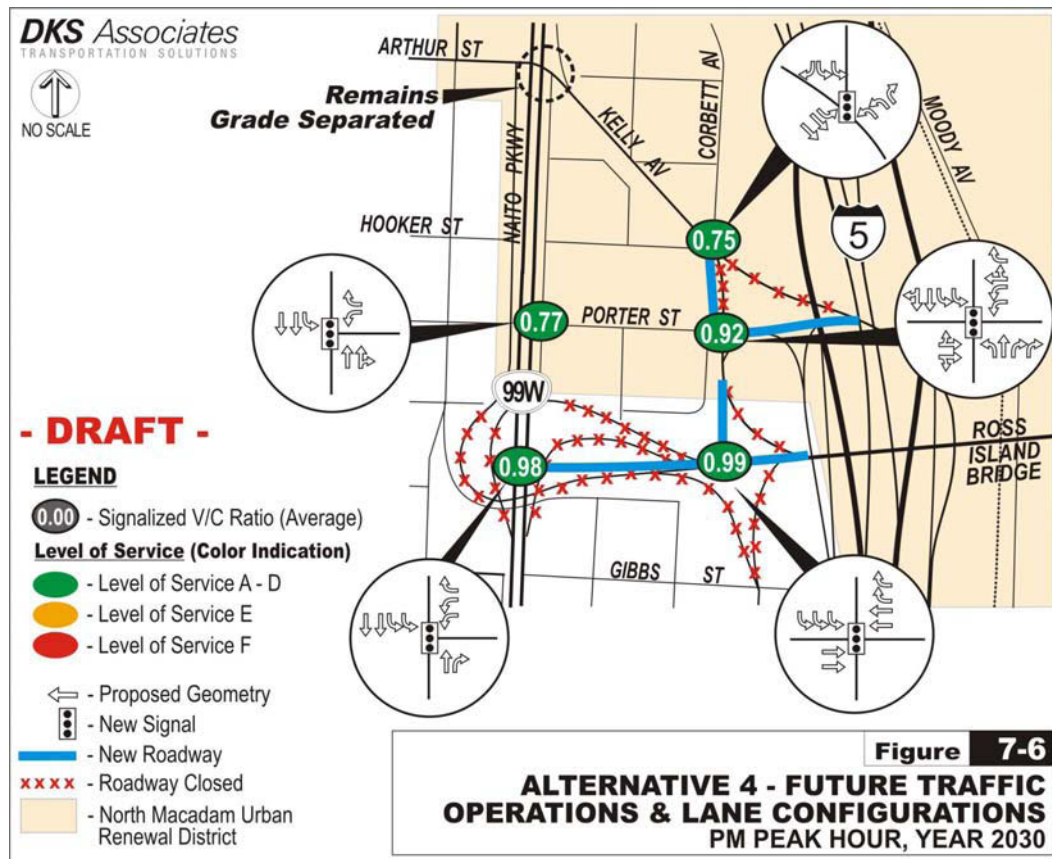 DKS Associates
TRANSPORTATION SOLUTIONS
NO SCALE
ARTHUR ST
Remains
Grade Separated
NAITO PKWY
KELLY AV
CORBETT AV
MOODY AV
HOOKER ST
5
0.75
0.77
PORTER ST
0.92
99W
0.98
0.99
ROSS
ISLAND
BRIDGE
GIBBS ST
- DRAFT -
LEGEND
0.00 - Signalized V/C Ratio (Average)
Level of Service (Color Indication)
- Level of Service A - D
- Level of Service E
- Level of Service F
- Proposed Geometry
- New Signal
- New Roadway
- Roadway Closed
- North Macadam Urban
Renewal District
Figure 7-6
ALTERNATIVE 4 - FUTURE TRAFFIC
OPERATIONS & LANE CONFIGURATIONS
PM PEAK HOUR, YEAR 2030